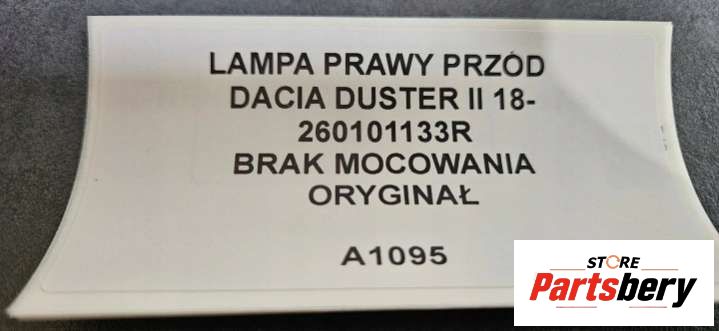 LAMPA PRAWY PRZÓD
DACIA DUSTER II 18-
260101133R
BRAK MOCOWANIA
ORYGINAŁ
A1095
STORE
Partsbery